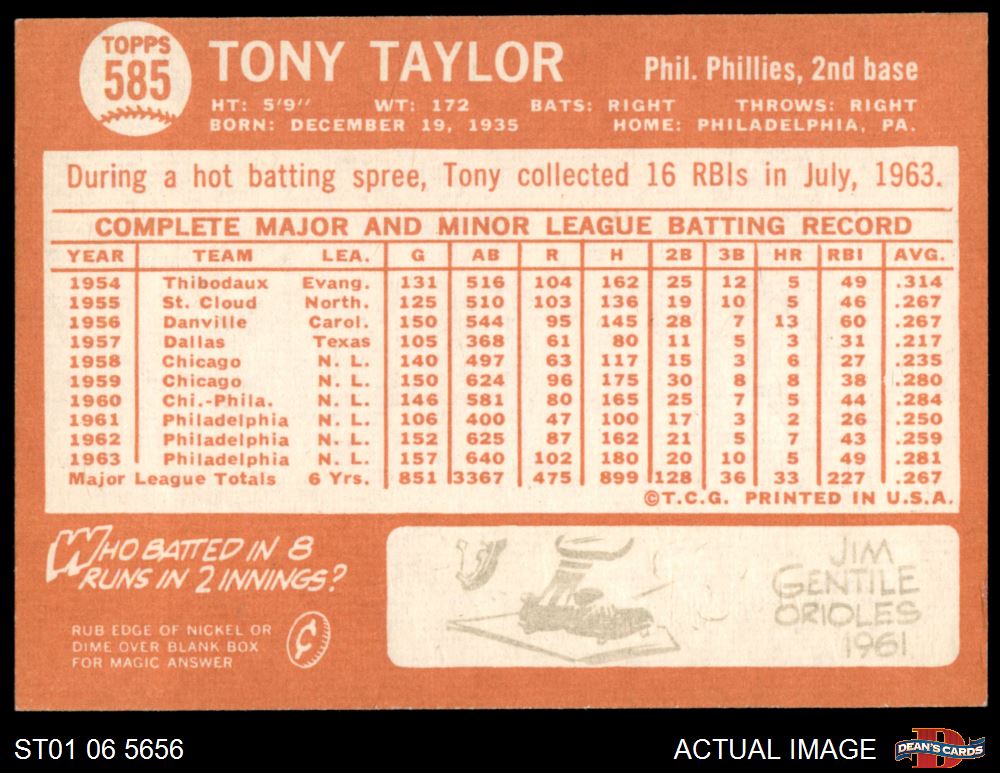 TOPPS
585
TONY TAYLOR
Phil. Phillies, 2nd base
HT: 5'9" WT: 172 BATS: RIGHT THROWS: RIGHT
BORN: DECEMBER 19, 1935 HOME: PHILADELPHIA, PA.
During a hot batting spree, Tony collected 16 RBIs in July, 1963.
COMPLETE MAJOR AND MINOR LEAGUE BATTING RECORD
YEAR TEAM LEA. G AB R H 2B 3B HR RBI AVG.
1954 Thibodaux Evang. 131 516 104 162 25 12 5 49 .314
1955 St. Cloud North. 125 510 103 136 19 10 5 46 .267
1956 Danville Carol. 150 544 95 145 28 7 13 60 .267
1957 Dallas Texas 105 368 61 80 11 5 3 31 .217
1958 Chicago N. L. 140 497 63 117 15 3 6 27 .235
1959 Chicago N. L. 150 624 96 175 30 8 8 38 .280
1960 Chi.-Phila. N. L. 146 581 80 165 25 7 5 44 .284
1961 Philadelphia N. L. 106 400 47 100 17 3 2 26 .250
1962 Philadelphia N. L. 152 625 87 162 21 5 7 43 .259
1963 Philadelphia N. L. 157 640 102 180 20 10 5 49 .281
Major League Totals 6 Yrs. 851 3367 475 899 128 36 33 227 .267
©T.C.G. PRINTED IN U.S.A.
WHO BATTED IN 8
RUNS IN 2 INNINGS?
RUB EDGE OF NICKEL OR
DIME OVER BLANK BOX
FOR MAGIC ANSWER
JIM
GENTILE
ORIOLES
1961
ST01 06 5656
ACTUAL IMAGE
D
DEAN'S CARDS